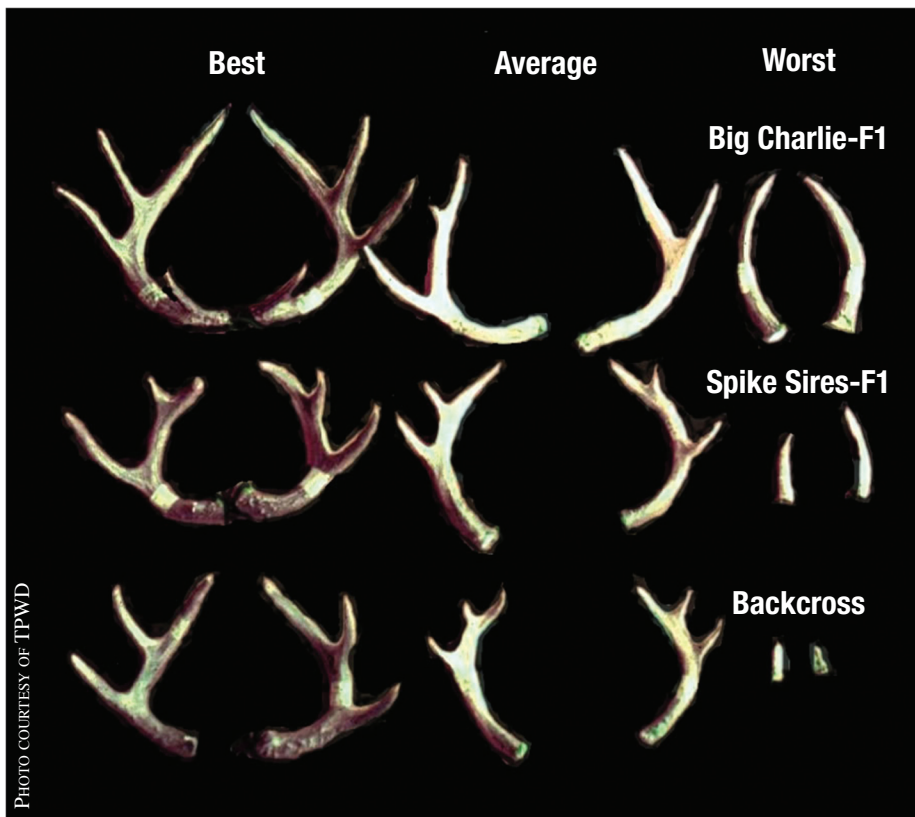 Best
Average
Worst
Big Charlie-F1
Spike Sires-F1
Backcross
PHOTO COURTESY OF TPWD